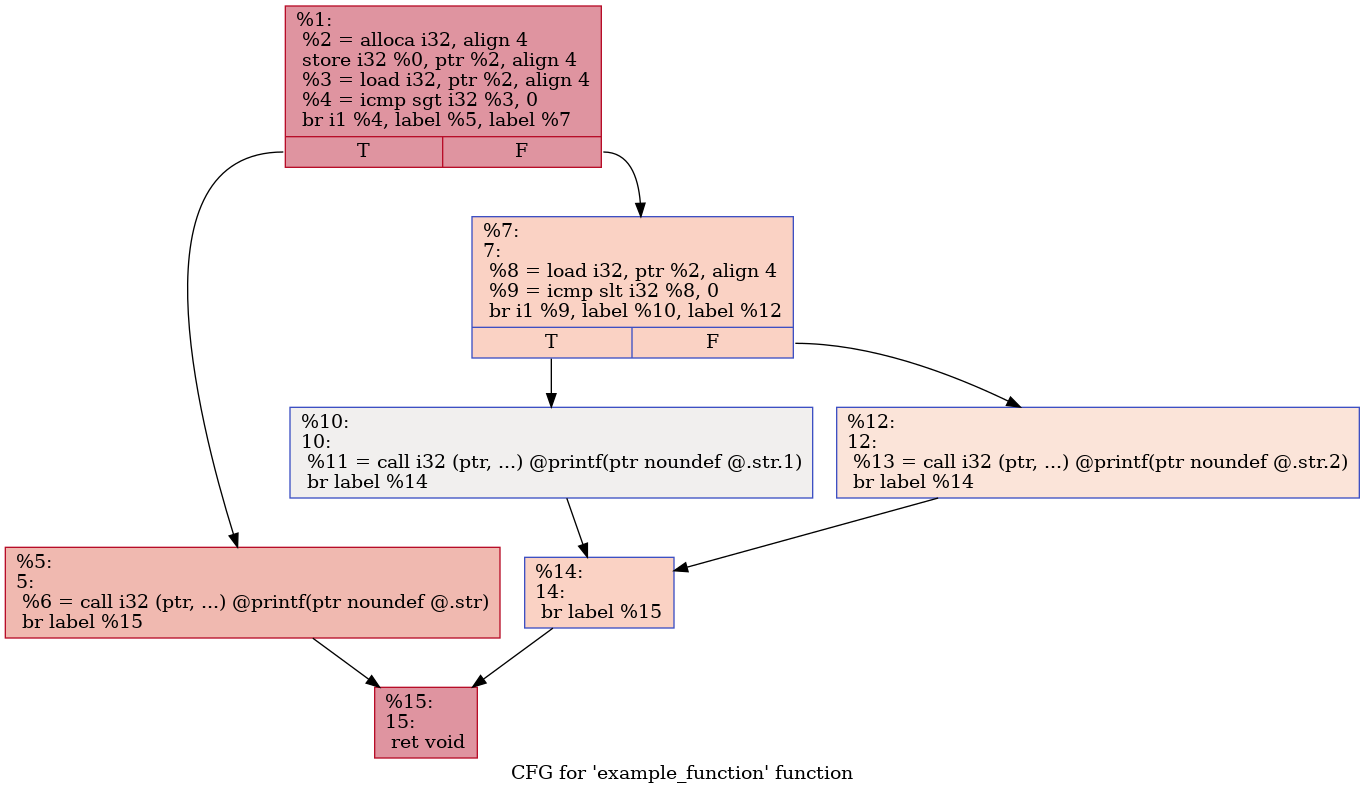 %1:
%2 = alloca i32, align 4
store i32 %0, ptr %2, align 4
%3 = load i32, ptr %2, align 4
%4 = icmp sgt i32 %3, 0
br i1 %4, label %5, label %7
T
F
%7:
7:
%8 = load i32, ptr %2, align 4
%9 = icmp slt i32 %8, 0
br i1 %9, label %10, label %12
T
F
%10:
10:
%11 = call i32 (ptr, ...) @printf(ptr noundef @.str.1)
br label %14
%12:
12:
%13 = call i32 (ptr, ...) @printf(ptr noundef @.str.2)
br label %14
%5:
5:
%6 = call i32 (ptr, ...) @printf(ptr noundef @.str)
br label %15
%14:
14:
br label %15
%15:
15:
ret void
CFG for 'example_function' function